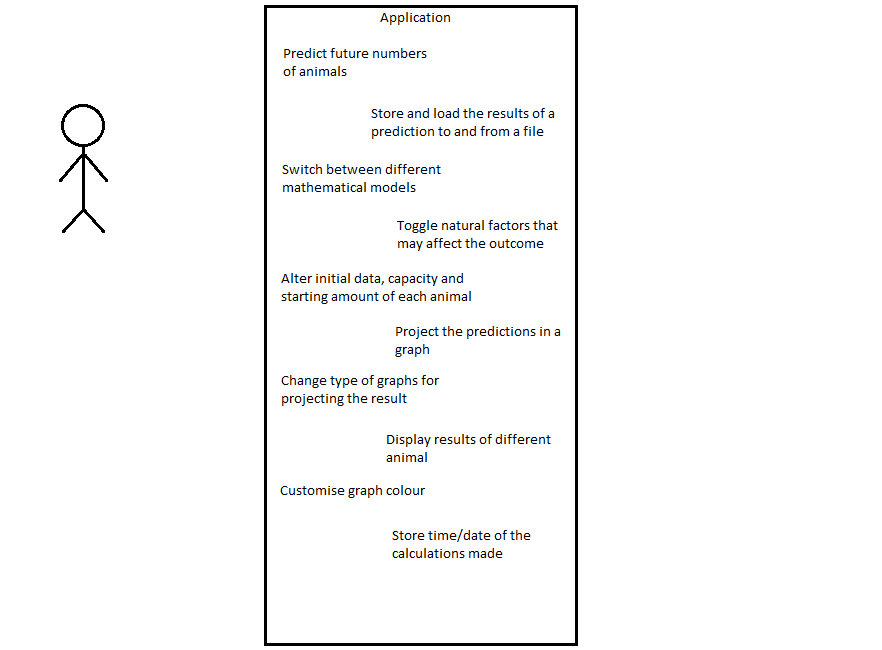 Application
Predict future numbers
of animals
Store and load the results of a
prediction to and from a file
Switch between different
mathematical models
Toggle natural factors that
may affect the outcome
Alter initial data, capacity and
starting amount of each animal
Project the predictions in a
graph
Change type of graphs for
projecting the result
Display results of different
animal
Customise graph colour
Store time/date of the
calculations made